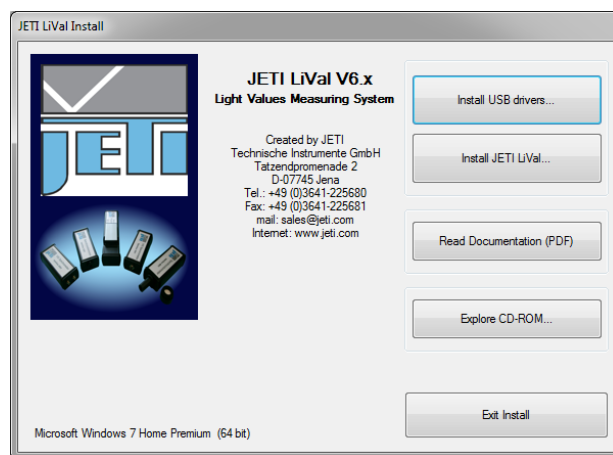 JETI LiVal Install
JETI
JETI LiVal V6.x
Light Values Measuring System
Created by JETI
Technische Instrumente GmbH
Tatzendpromenade 2
D-07745 Jena
Tel.: +49 (0)3641-225680
Fax: +49 (0)3641-225681
mail: sales@jeti.com
Internet: www.jeti.com
Install USB drivers...
Install JETI LiVal...
Read Documentation (PDF)
Explore CD-ROM...
Exit Install
Microsoft Windows 7 Home Premium (64 bit)